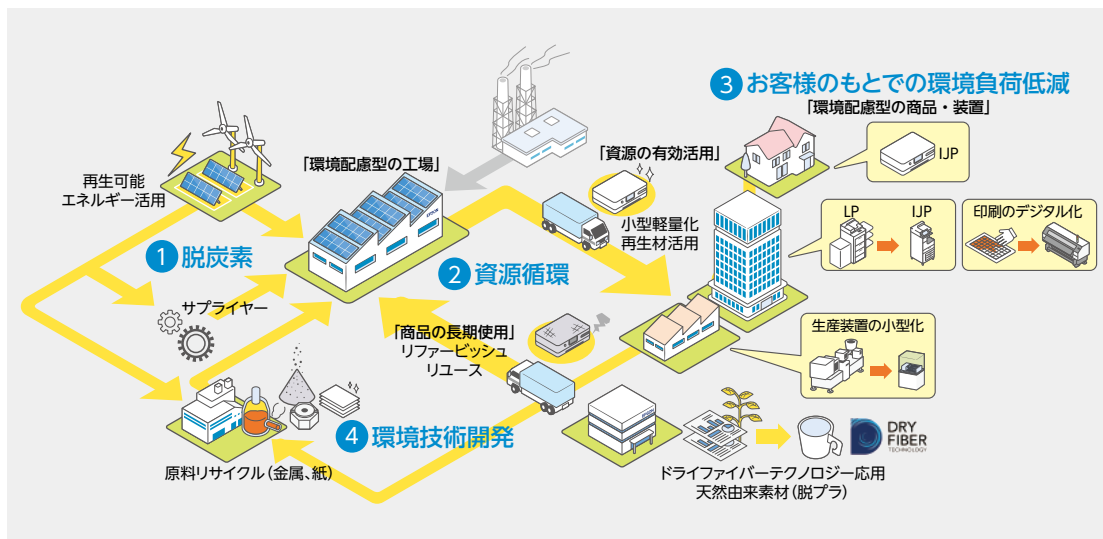 3 お客様のもとでの環境負荷低減
「環境配慮型の商品・装置」
IJP
「環境配慮型の工場」
「資源の有効活用」
小型軽量化
再生材活用
再生可能
エネルギー活用
LP
IJP
印刷のデジタル化
EPSON
1 脱炭素
2 資源循環
サプライヤー
「商品の長期使用」
リファービッシュ
リユース
生産装置の小型化
EPSON
4 環境技術開発
DRY
FIBER
TECHNOLOGY
原料リサイクル(金属、紙)
ドライファイバーテクノロジー応用
天然由来素材(脱プラ)